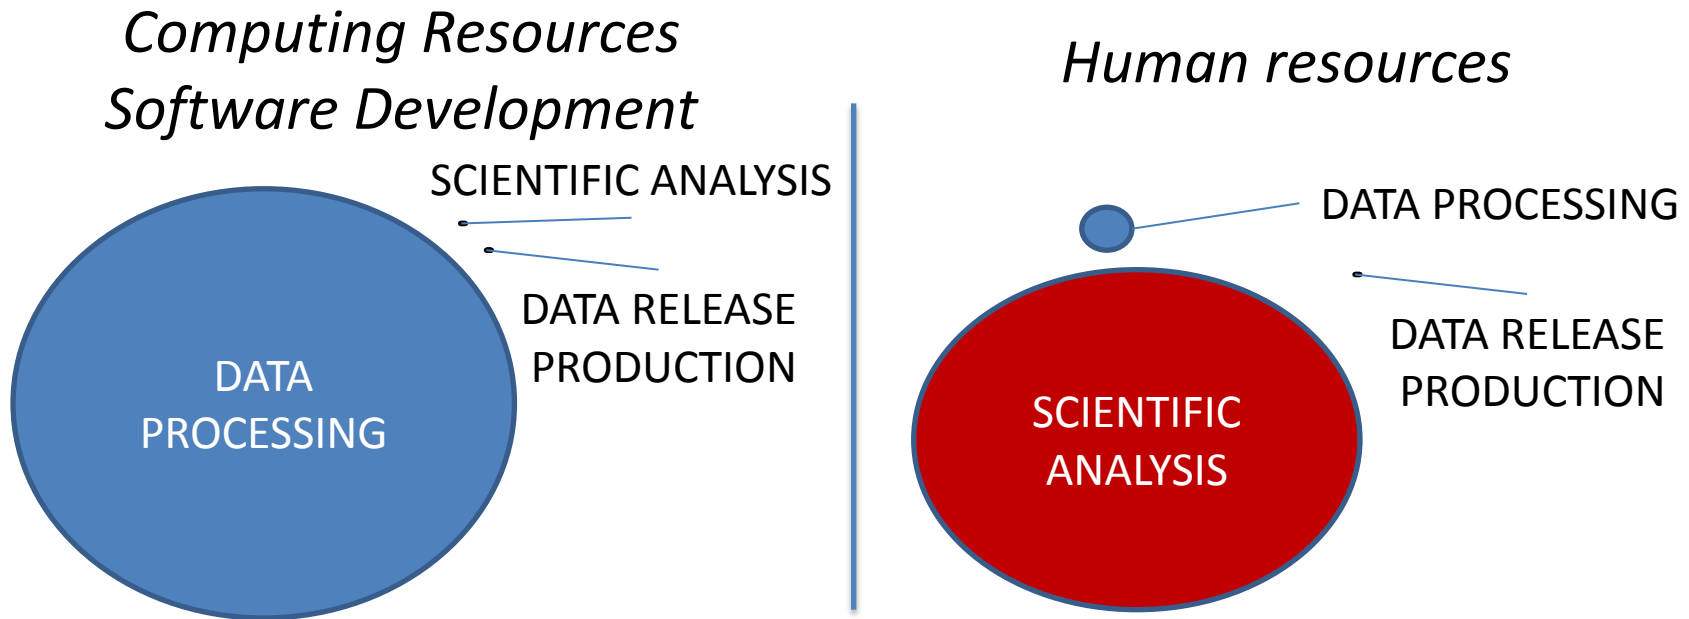 Computing Resources
Software Development
SCIENTIFIC ANALYSIS
DATA RELEASE
PRODUCTION
DATA
PROCESSING
Human resources
DATA PROCESSING
DATA RELEASE
PRODUCTION
SCIENTIFIC
ANALYSIS